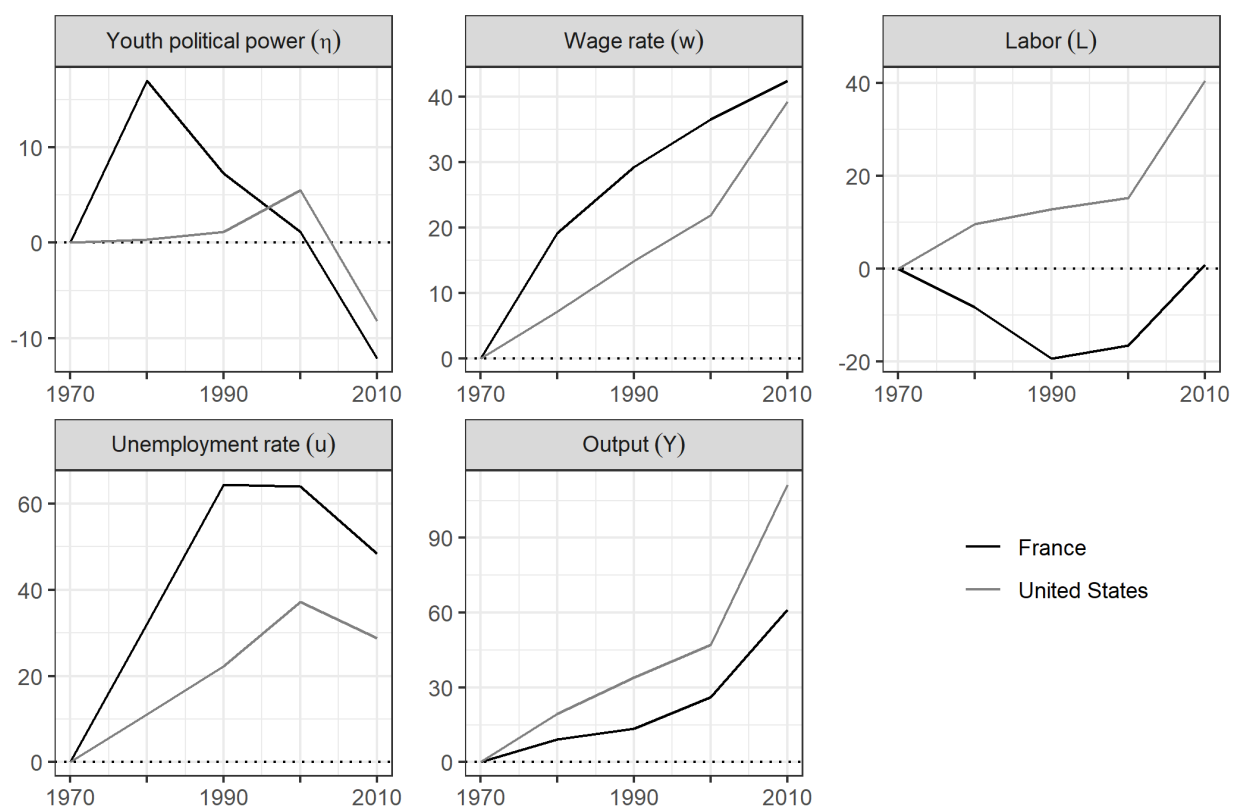 Youth political power (η)
Wage rate (w)
Labor (L)
10
0
-10
40
30
20
10
0
40
20
0
-20
1970 1990 2010
1970 1990 2010
1970 1990 2010
Unemployment rate (u)
Output (Y)
60
40
20
0
90
60
30
0
1970 1990 2010
1970 1990 2010
France
United States